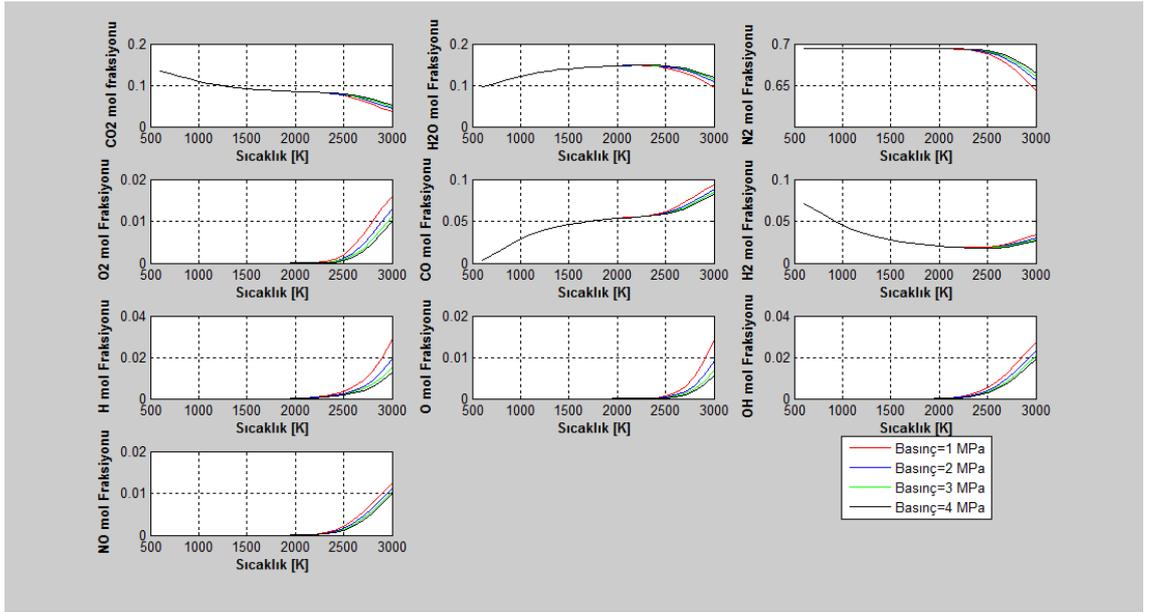 CO2 mol fraksiyonu
0.2
0.1
0
500 1000 1500 2000 2500 3000
Sıcaklık [K]
H2O mol Fraksiyonu
0.2
0.1
0
500 1000 1500 2000 2500 3000
Sıcaklık [K]
N2 mol Fraksiyonu
0.7
0.65
500 1000 1500 2000 2500 3000
Sıcaklık [K]
O2 mol Fraksiyonu
0.02
0.01
0
500 1000 1500 2000 2500 3000
Sıcaklık [K]
CO mol Fraksiyonu
0.1
0.05
0
500 1000 1500 2000 2500 3000
Sıcaklık [K]
H2 mol Fraksiyonu
0.1
0.05
0
500 1000 1500 2000 2500 3000
Sıcaklık [K]
H mol Fraksiyonu
0.04
0.02
0
500 1000 1500 2000 2500 3000
Sıcaklık [K]
O mol Fraksiyonu
0.02
0.01
0
500 1000 1500 2000 2500 3000
Sıcaklık [K]
OH mol Fraksiyonu
0.04
0.02
0
500 1000 1500 2000 2500 3000
Sıcaklık [K]
NO mol Fraksiyonu
0.02
0.01
0
500 1000 1500 2000 2500 3000
Sıcaklık [K]
Basınç=1 MPa
Basınç=2 MPa
Basınç=3 MPa
Basınç=4 MPa